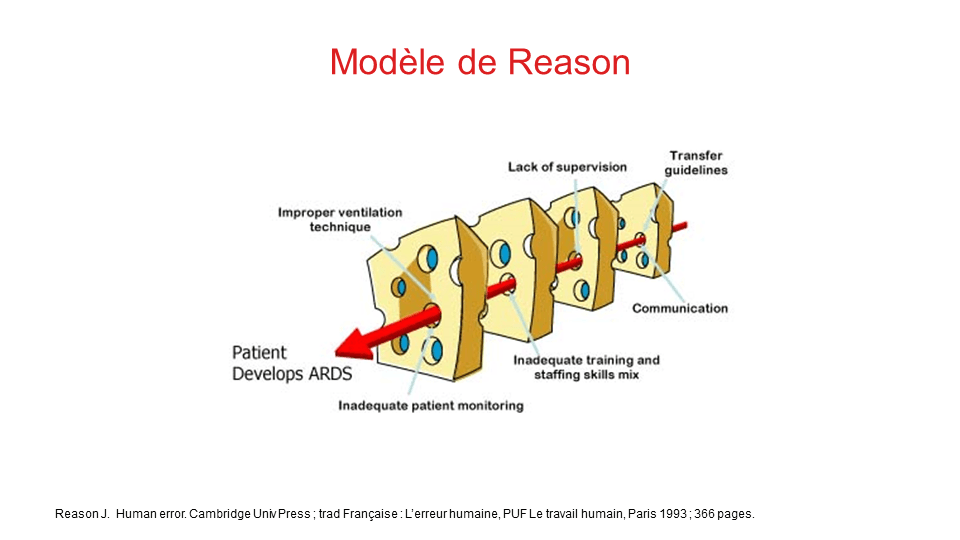 Modèle de Reason
Transfer
guidelines
Lack of supervision
Improper ventilation
technique
Communication
Patient
Develops ARDS
Inadequate training and
staffing skills mix
Inadequate patient monitoring
Reason J. Human error. Cambridge Univ Press ; trad Française : L’erreur humaine, PUF Le travail humain, Paris 1993 ; 366 pages.